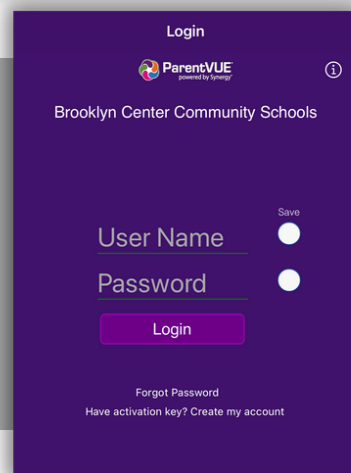 Login
ParentVUE
powered by Synergy
Brooklyn Center Community Schools
Save
User Name
Password
Login
Forgot Password
Have activation key? Create my account